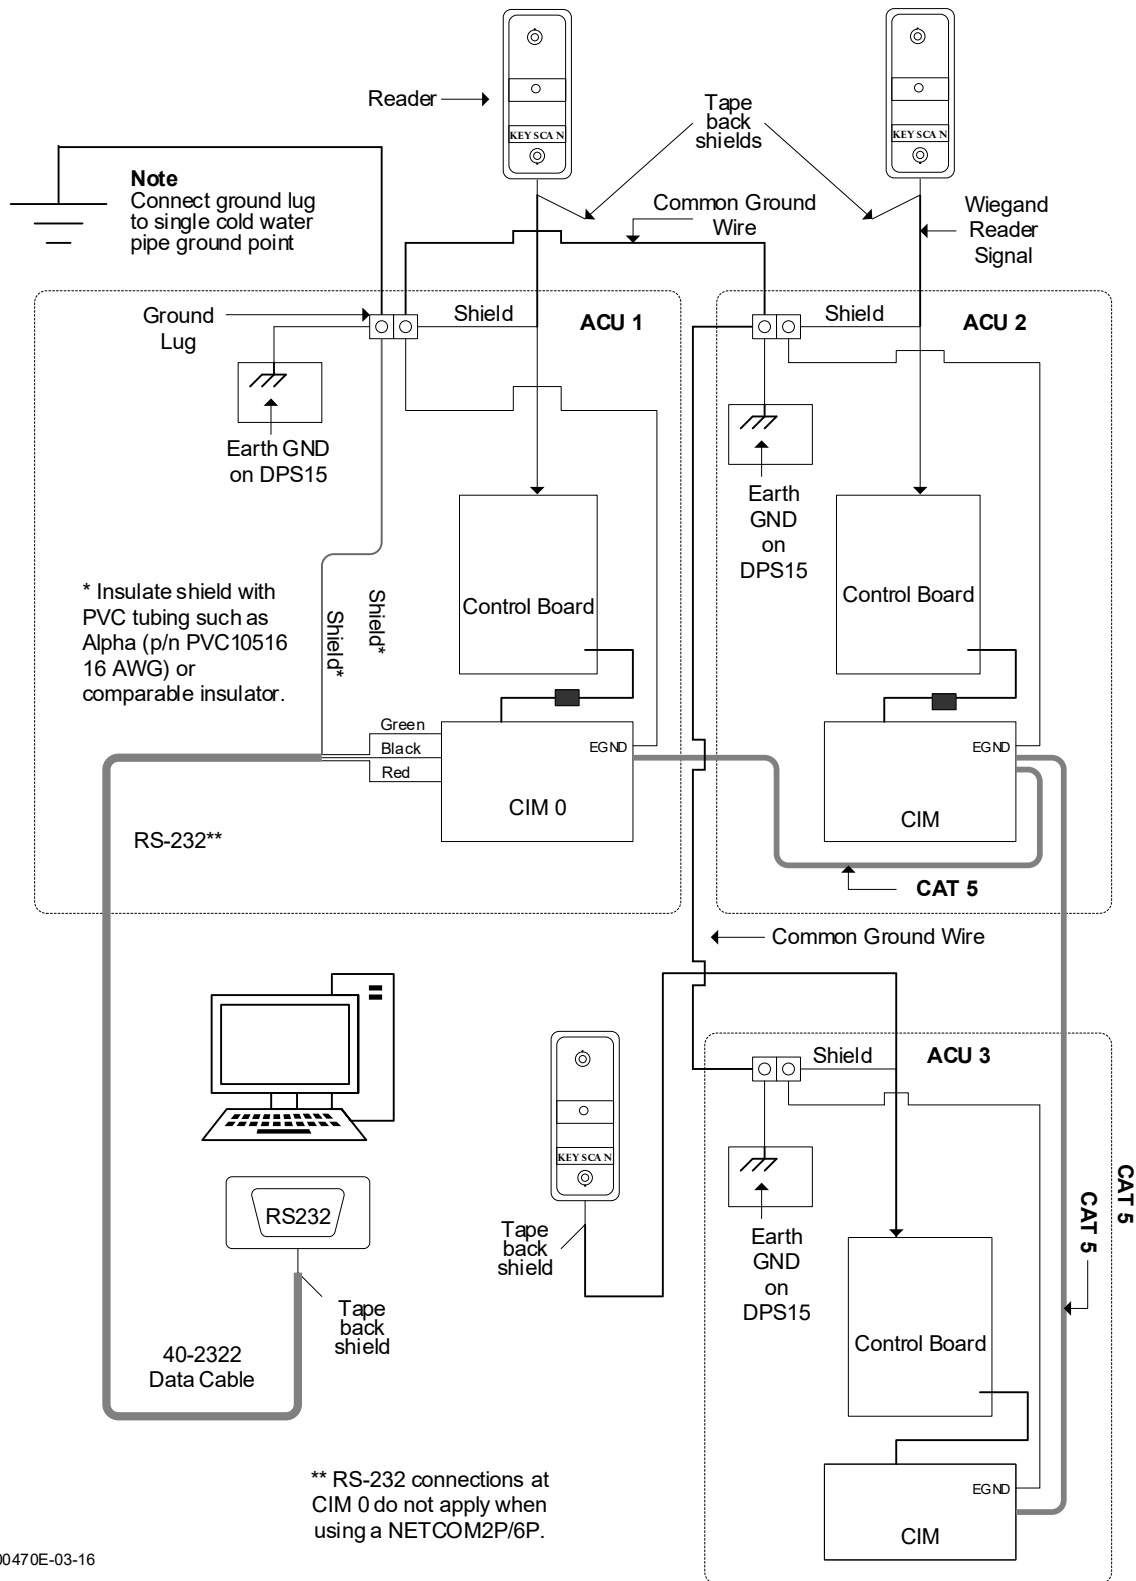 Reader
KEYSCAN
Tape
back
shields
KEYSCAN
Note
Connect ground lug
to single cold water
pipe ground point
Common Ground
Wire
Wiegand
Reader
Signal
Ground
Lug
Shield
ACU 1
Shield
ACU 2
Earth GND
on DPS15
Earth
GND
on
DPS15
* Insulate shield with
PVC tubing such as
Alpha (p/n PVC10516
16 AWG) or
comparable insulator.
Shield*
Shield*
Control Board
Control Board
Green
Black
Red
EGND
CIM 0
EGND
CIM
RS-232**
CAT 5
Common Ground Wire
Shield
ACU 3
KEYSCAN
CAT 5
CAT 5
RS232
Tape
back
shield
Earth
GND
on
DPS15
Tape
back
shield
Control Board
40-2322
Data Cable
** RS-232 connections at
CIM 0 do not apply when
using a NETCOM2P/6P.
EGND
CIM
00470E-03-16